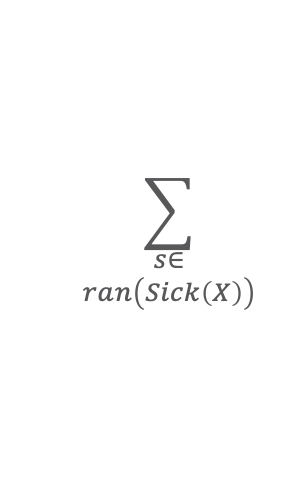 ∑
s∈
ran(Sick(X))